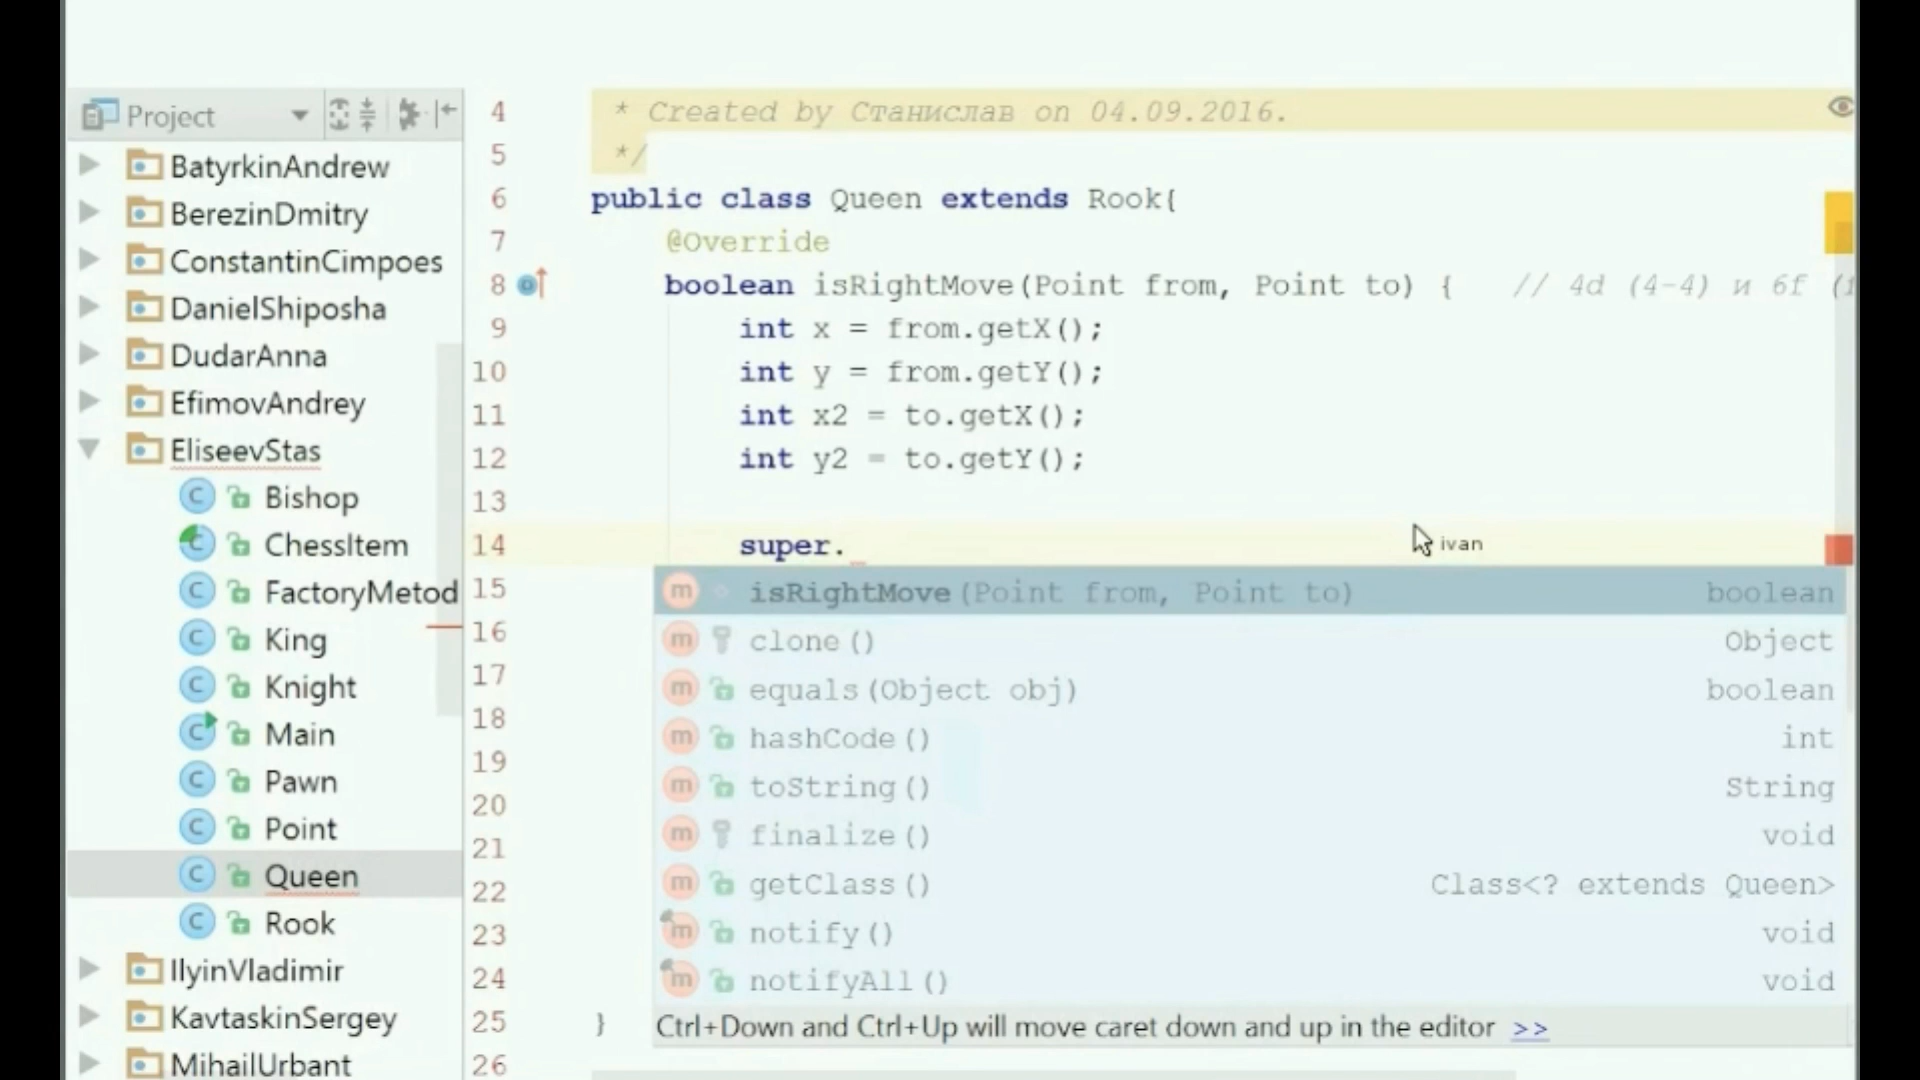 Project
BatyrkinAndrew
BerezinDmitry
ConstantinCimpoes
DanielShiposha
DudarAnna
EfimovAndrey
EliseevStas
Bishop
ChessItem
FactoryMetod
King
Knight
Main
Pawn
Point
Queen
Rook
IlyinVladimir
KavtaskinSergey
MihailUrbant
4 * Created by Станислав on 04.09.2016.
5 */
6 public class Queen extends Rook{
7 @Override
8 boolean isRightMove(Point from, Point to) { // 4d (4-4) и 6f (
9 int x = from.getX();
10 int y = from.getY();
11 int x2 = to.getX();
12 int y2 = to.getY();
13
14 super.
ivan
15 m isRightMove(Point from, Point to) boolean
16 m clone() Object
17 m equals(Object obj) boolean
18 m hashCode() int
19 m toString() String
20 m finalize() void
21 m getClass() Class<? extends Queen>
22 m notify() void
23 m notifyAll() void
24
25 } Ctrl+Down and Ctrl+Up will move caret down and up in the editor >>
26